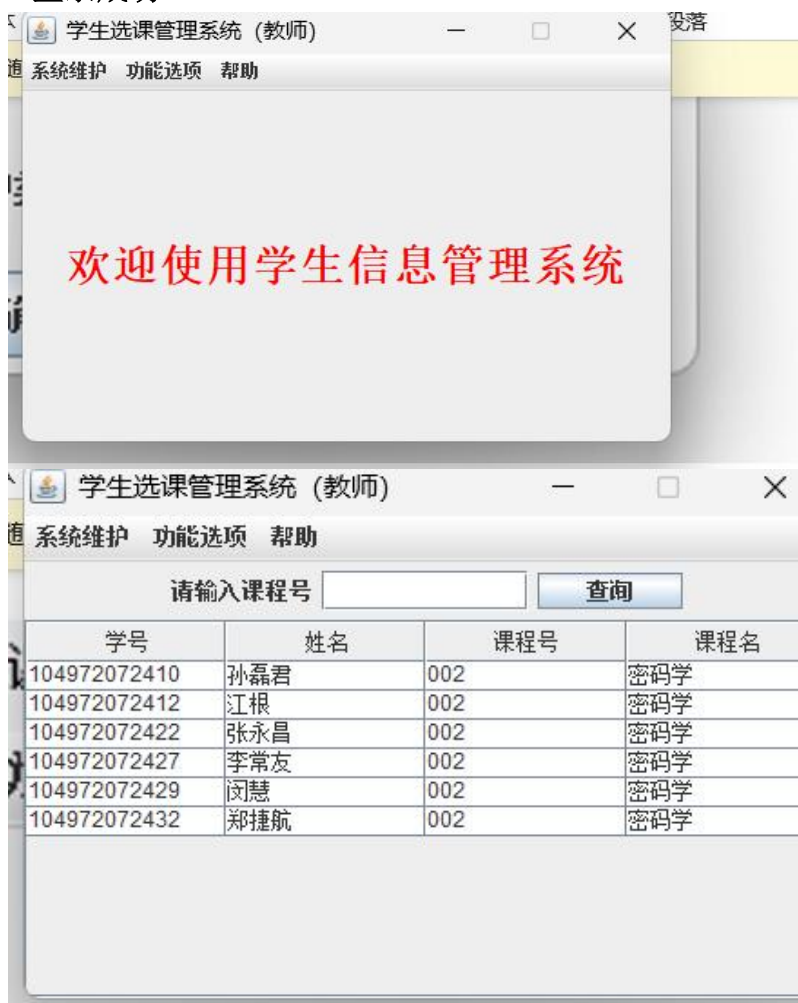 学生选课管理系统 (教师)
段落
系统维护 功能选项 帮助
欢迎使用学生信息管理系统
学生选课管理系统 (教师)
系统维护 功能选项 帮助
请输入课程号 查询
学号 姓名 课程号 课程名
104972072410 孙磊君 002 密码学
104972072412 江根 002 密码学
104972072422 张永昌 002 密码学
104972072427 李常友 002 密码学
104972072429 闵慧 002 密码学
104972072432 郑捷航 002 密码学